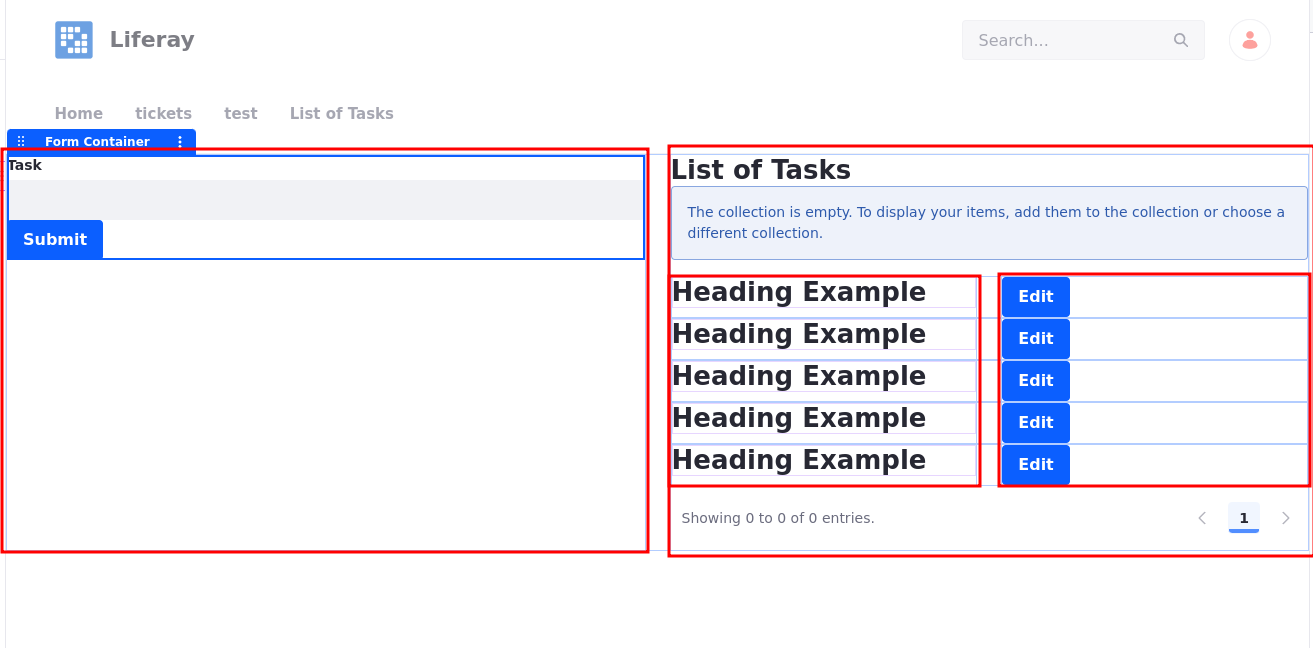 Liferay
Search...
Home tickets test List of Tasks
Form Container
Task
Submit
List of Tasks
The collection is empty. To display your items, add them to the collection or choose a
different collection.
Heading Example
Edit
Heading Example
Edit
Heading Example
Edit
Heading Example
Edit
Heading Example
Edit
Showing 0 to 0 of 0 entries.
1